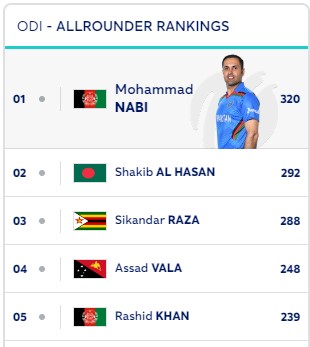 ODI - ALLROUNDER RANKINGS
01 Mohammad NABI 320
02 Shakib AL HASAN 292
03 Sikandar RAZA 288
04 Assad VALA 248
05 Rashid KHAN 239